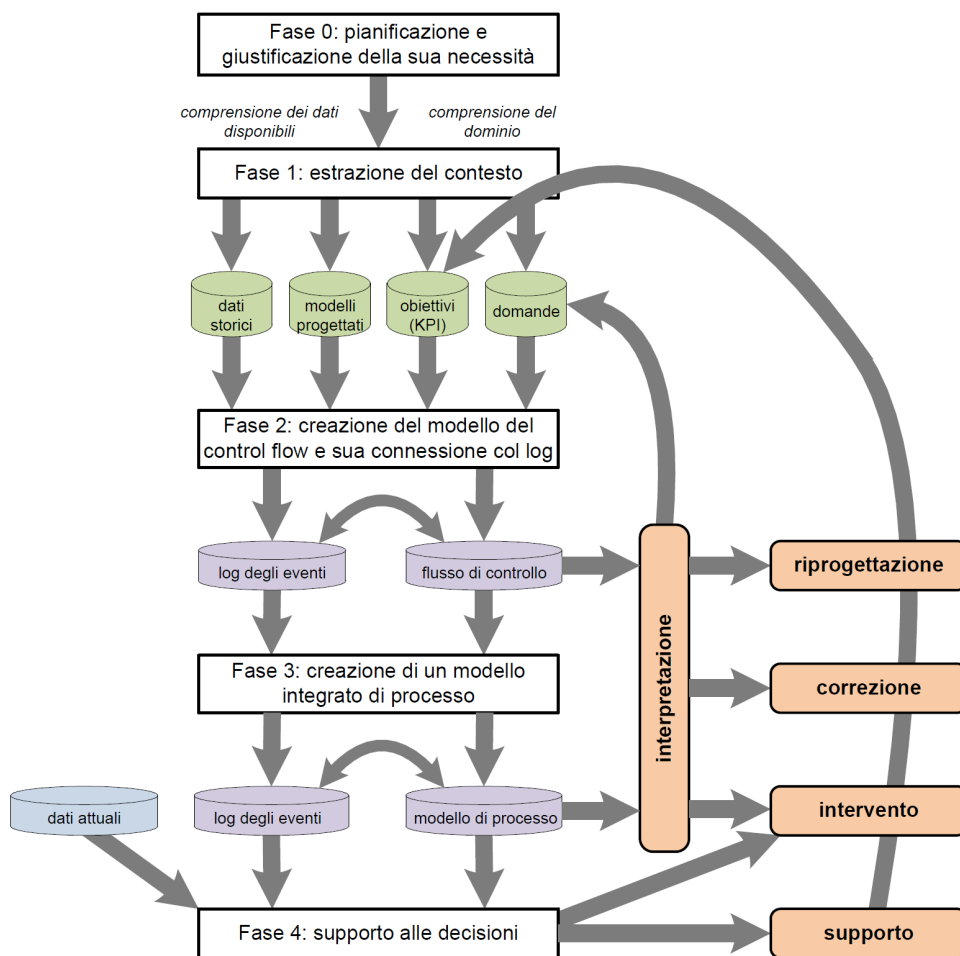 Fase 0: pianificazione e
giustificazione della sua necessità
comprensione dei dati
disponibili
comprensione del
dominio
Fase 1: estrazione del contesto
dati
storici
modelli
progettati
obiettivi
(KPI)
domande
Fase 2: creazione del modello del
control flow e sua connessione col log
log degli eventi
flusso di controllo
interpretazione
riprogettazione
Fase 3: creazione di un modello
integrato di processo
correzione
dati attuali
log degli eventi
modello di processo
intervento
Fase 4: supporto alle decisioni
supporto